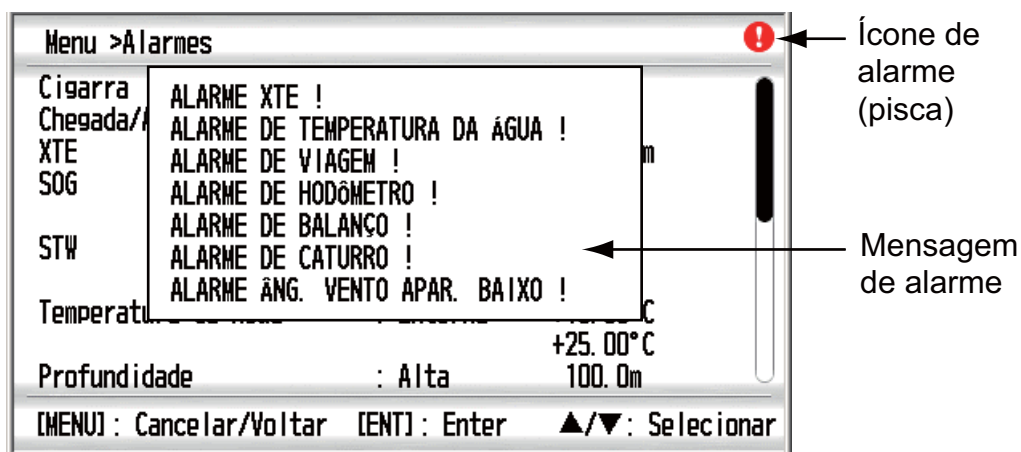 Menu >Alarmes
Ícone de
alarme
(pisca)
Cigarra
Chegada/
XTE
m
SOG
STW
ALARME XTE !
ALARME DE TEMPERATURA DA ÁGUA !
ALARME DE VIAGEM !
ALARME DE HODÔMETRO !
ALARME DE BALANÇO !
ALARME DE CATURRO !
ALARME ÂNG. VENTO APAR. BAIXO !
Mensagem
de alarme
+25.00°C
Profundidade : Alta 100.0m
[MENU]: Cancelar/Voltar [ENT]: Enter ▲/▼: Selecionar